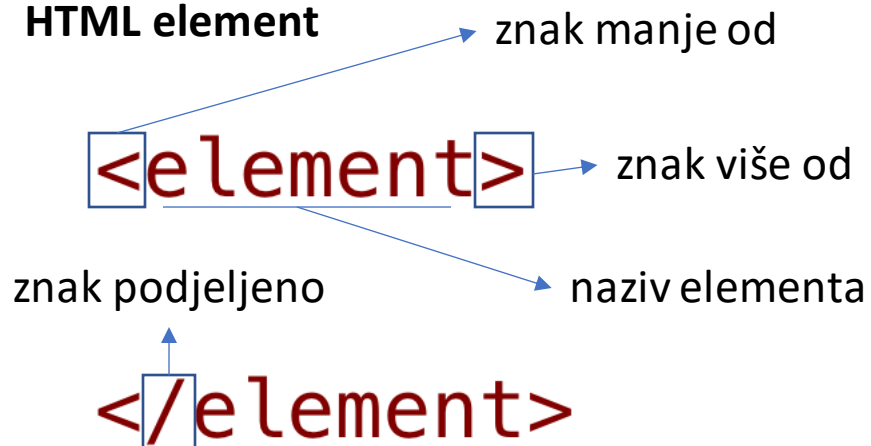 HTML element
znak manje od
<element>
znak više od
znak podjeljeno
naziv elementa
</element>